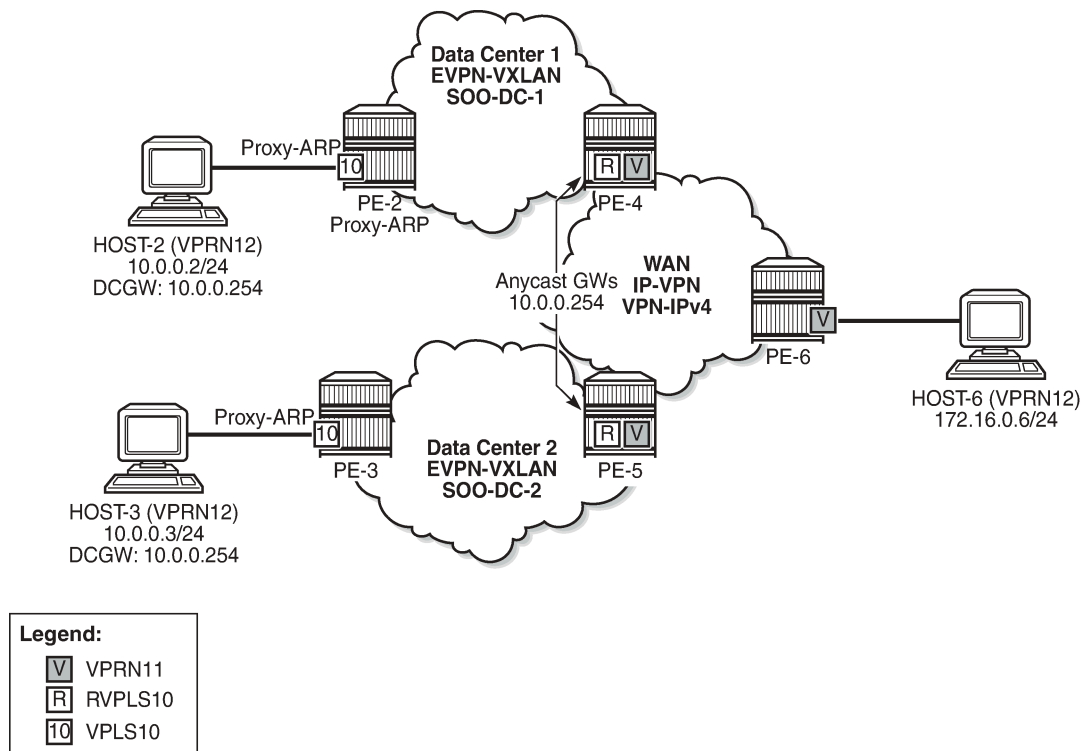 Data Center 1
EVPN-VXLAN
SOO-DC-1
Proxy-ARP
10
R V
PE-2
Proxy-ARP
PE-4
HOST-2 (VPRN12)
10.0.0.2/24
DCGW: 10.0.0.254
WAN
IP-VPN
VPN-IPv4
Anycast GWs
10.0.0.254
V
PE-6
HOST-6 (VPRN12)
172.16.0.6/24
Proxy-ARP
10
R V
PE-3
Data Center 2
EVPN-VXLAN
SOO-DC-2
PE-5
HOST-3 (VPRN12)
10.0.0.3/24
DCGW: 10.0.0.254
Legend:
V VPRN11
R RVPLS10
10 VPLS10